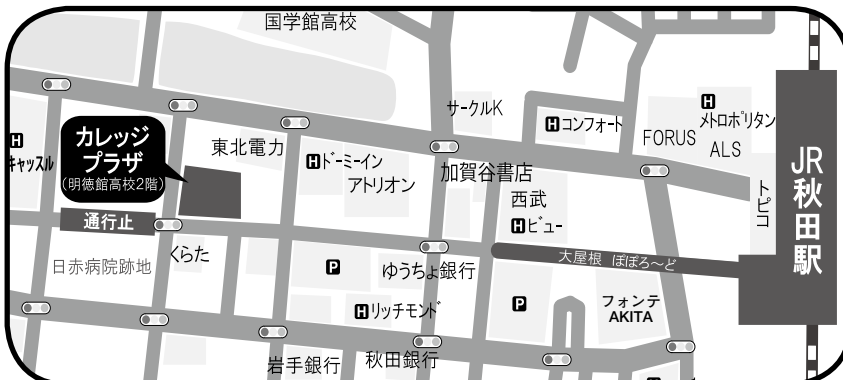 国学館高校
サークルK
H
メトロポリタン
H コンフォート
FORUS
ALS
カレッジ
プラザ
(明徳館高校2階)
東北電力
H
キャッスル
H ドーミーイン
アトリオン
加賀谷書店
西武
H ビュー
トピコ
JR秋田駅
通行止
くらた
日赤病院跡地
P
ゆうちょ銀行
大屋根 ぽぽろ〜ど
H リッチモンド
P
フォンテ
AKITA
岩手銀行
秋田銀行
H